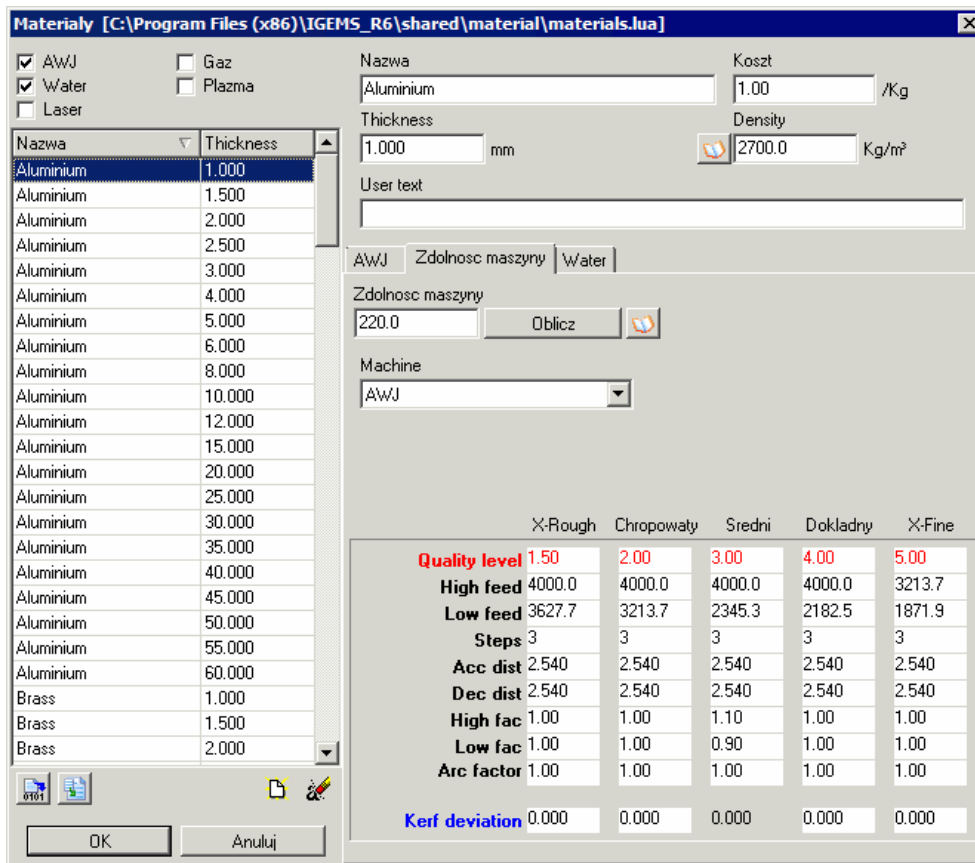 Materialy [C:\Program Files (x86)\IGEMS_R6\shared\material\materials.lua]
AWJ Gaz
Water Plazma
Laser
Nazwa Thickness
Aluminium 1.000
Aluminium 1.500
Aluminium 2.000
Aluminium 2.500
Aluminium 3.000
Aluminium 4.000
Aluminium 5.000
Aluminium 6.000
Aluminium 8.000
Aluminium 10.000
Aluminium 12.000
Aluminium 15.000
Aluminium 20.000
Aluminium 25.000
Aluminium 30.000
Aluminium 35.000
Aluminium 40.000
Aluminium 45.000
Aluminium 50.000
Aluminium 55.000
Aluminium 60.000
Brass 1.000
Brass 1.500
Brass 2.000
OK Anuluj
Nazwa Koszt
Aluminium 1.00 /Kg
Thickness Density
1.000 mm 2700.0 Kg/m³
User text
AWJ Zdolnosc maszyny Water
Zdolnosc maszyny
220.0 Oblicz
Machine
AWJ
X-Rough Chropowaty Sredni Dokladny X-Fine
Quality level 1.50 2.00 3.00 4.00 5.00
High feed 4000.0 4000.0 4000.0 4000.0 3213.7
Low feed 3627.7 3213.7 2345.3 2182.5 1871.9
Steps 3 3 3 3 3
Acc dist 2.540 2.540 2.540 2.540 2.540
Dec dist 2.540 2.540 2.540 2.540 2.540
High fac 1.00 1.00 1.10 1.00 1.00
Low fac 1.00 1.00 0.90 1.00 1.00
Arc factor 1.00 1.00 1.00 1.00 1.00
Kerf deviation 0.000 0.000 0.000 0.000 0.000